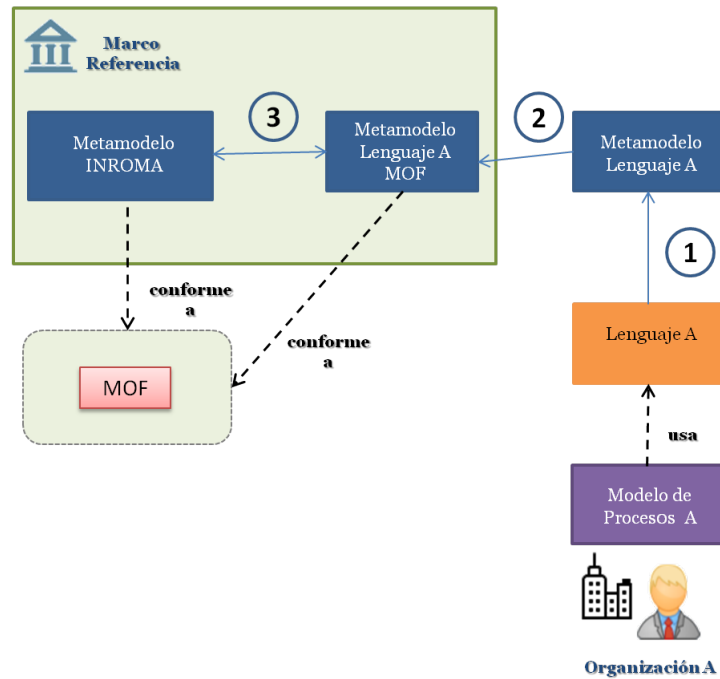 Marco
Referencia
Metamodelo
INROMA
3
Metamodelo
Lenguaje A
MOF
2
Metamodelo
Lenguaje A
1
conforme
a
conforme
a
Lenguaje A
MOF
usa
Modelo de
Procesos A
Organización A